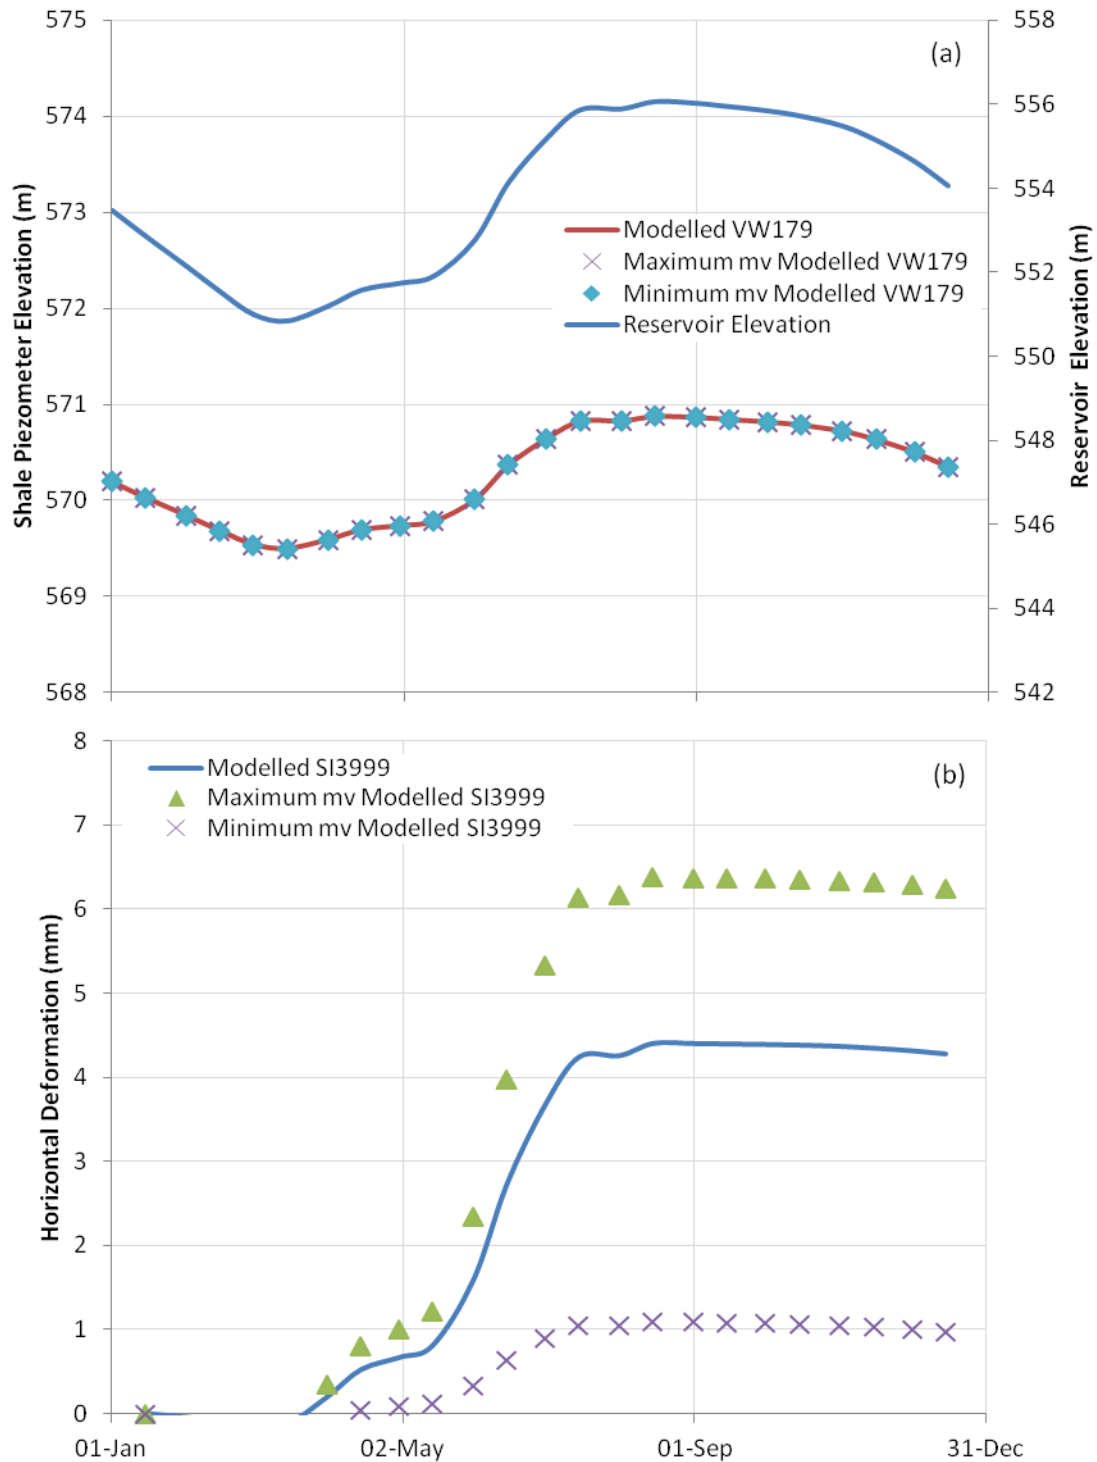 575
574
573
572
571
570
569
568
Shale Piezometer Elevation (m)
(a)
Modelled VW179
Maximum mv Modelled VW179
Minimum mv Modelled VW179
Reservoir Elevation
558
556
554
552
550
548
546
544
542
Reservoir Elevation (m)
8
7
6
5
4
3
2
1
0
Horizontal Deformation (mm)
Modelled SI3999
Maximum mv Modelled SI3999
Minimum mv Modelled SI3999
(b)
01-Jan
02-May
01-Sep
31-Dec